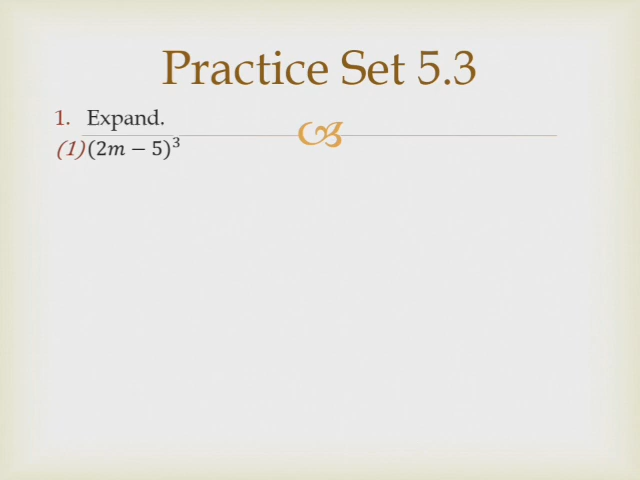 Practice Set 5.3
1. Expand.
(1)(2𝑚 − 5)³